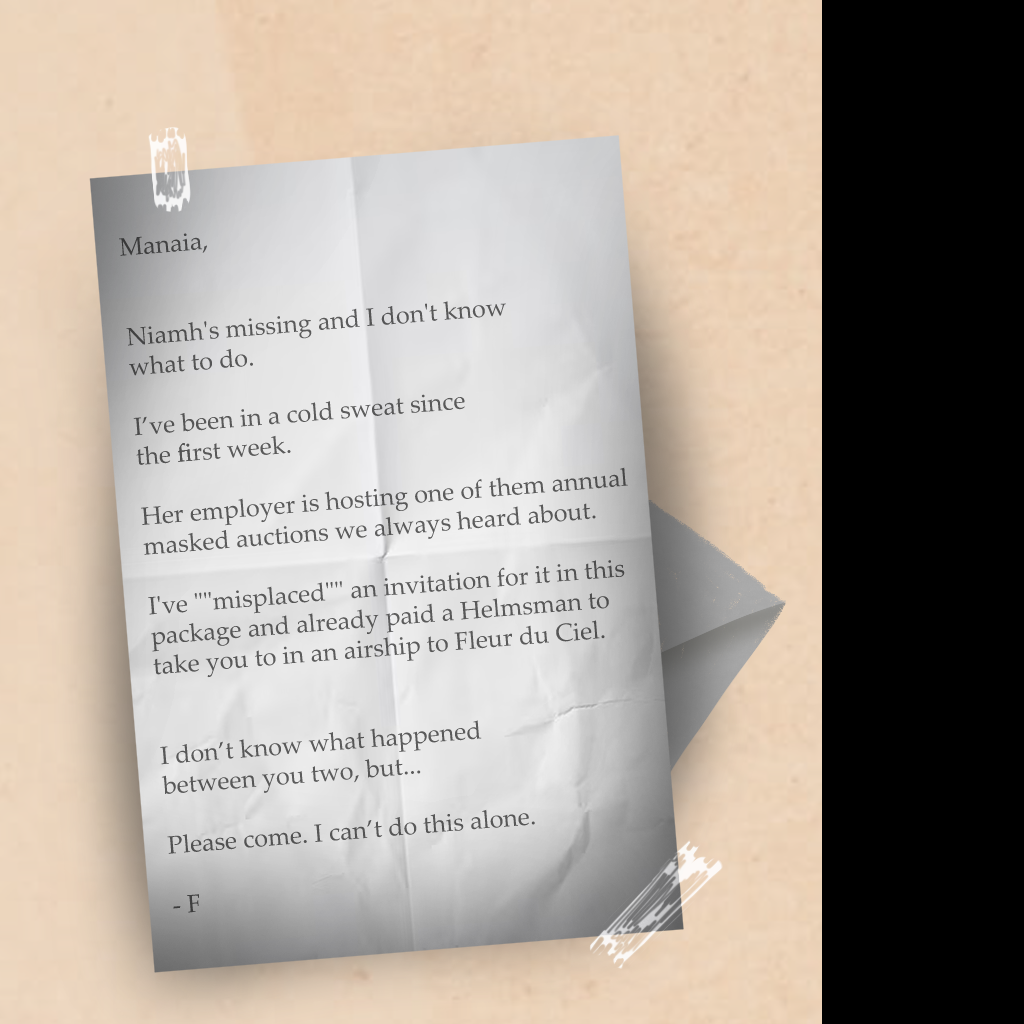 Manaia,
Niamh's missing and I don't know
what to do.
I’ve been in a cold sweat since
the first week.
Her employer is hosting one of them annual
masked auctions we always heard about.
I've ""misplaced"" an invitation for it in this
package and already paid a Helmsman to
take you to in an airship to Fleur du Ciel.
I don’t know what happened
between you two, but...
Please come. I can’t do this alone.
- F